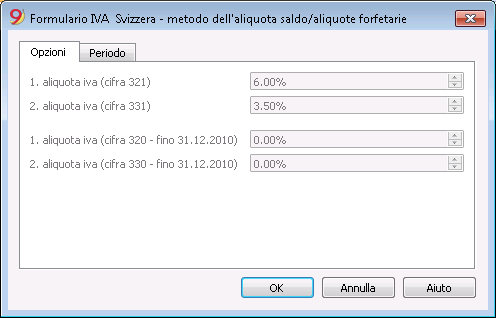 9 Formulario IVA Svizzera - metodo dell'aliquota saldo/aliquote forfetarie
Opzioni Periodo
1. aliquota iva (cifra 321) 6.00%
2. aliquota iva (cifra 331) 3.50%
1. aliquota iva (cifra 320 - fino 31.12.2010) 0.00%
2. aliquota iva (cifra 330 - fino 31.12.2010) 0.00%
OK Annulla Aiuto